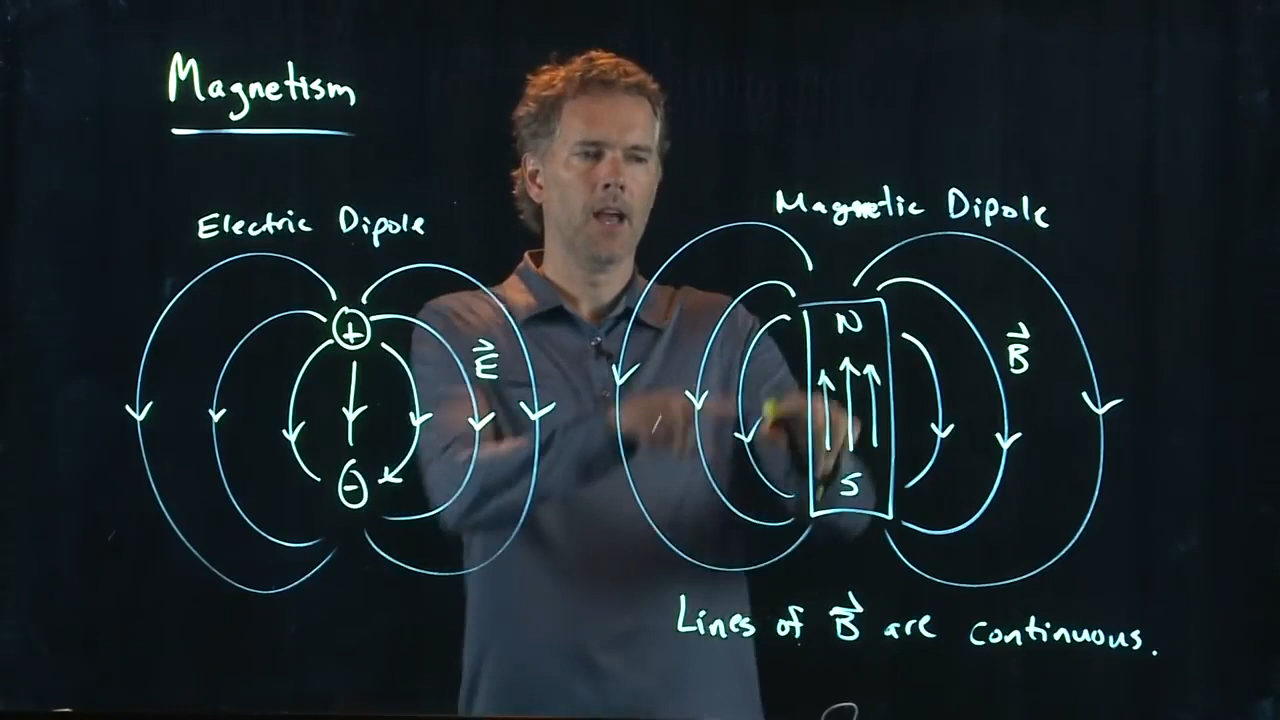 Magnetism
Electric Dipole
Magnetic Dipole
+
E⃗
⊖
N
B⃗
S
Lines of B⃗ are continuous.